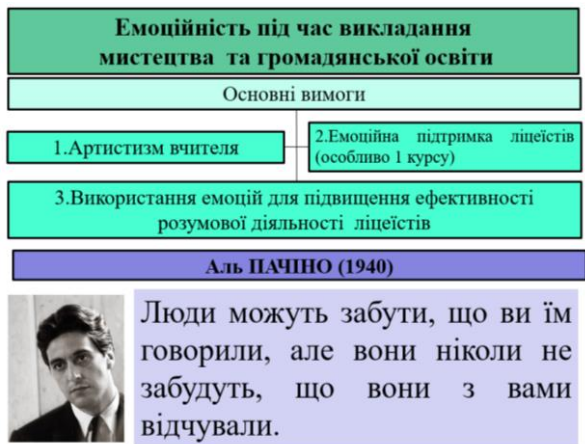 Емоційність під час викладання
мистецтва та громадянської освіти
Основні вимоги
1.Артистизм вчителя
2.Емоційна підтримка ліцеїстів
(особливо 1 курсу)
3.Використання емоцій для підвищення ефективності
розумової діяльності ліцеїстів
Аль ПАЧІНО (1940)
Люди можуть забути, що ви їм
говорили, але вони ніколи не
забудуть, що вони з вами
відчували.